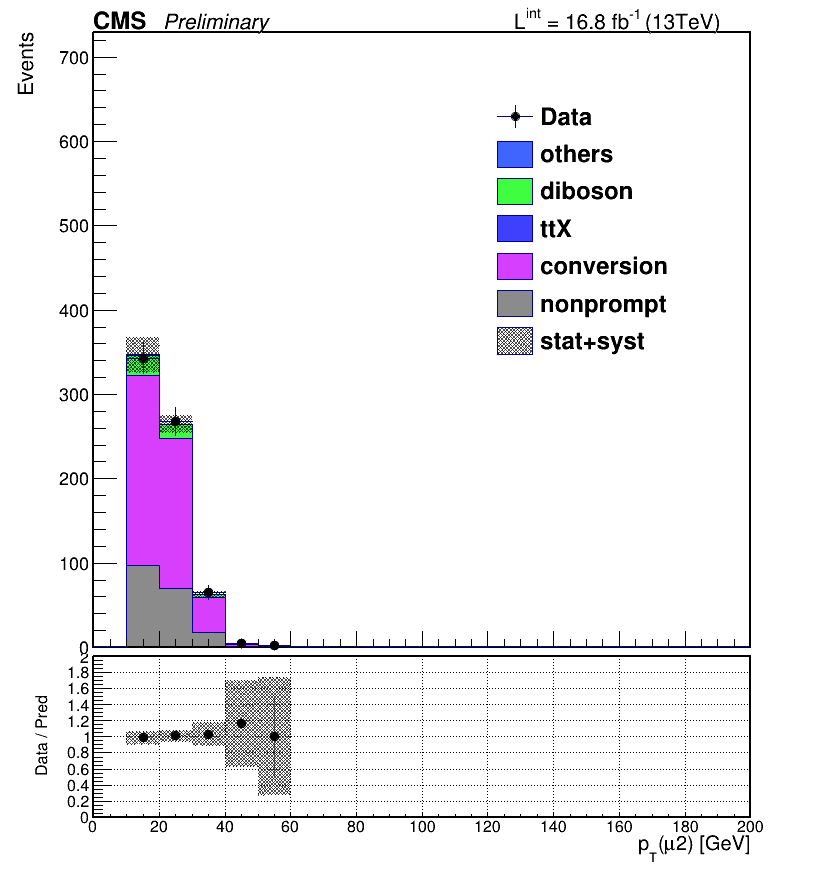 CMS Preliminary L^int = 16.8 fb^-1 (13TeV)
Events
700
600
500
400
300
200
100
0
Data
others
diboson
ttX
conversion
nonprompt
stat+syst
Data / Pred
2
1.8
1.6
1.4
1.2
1
0.8
0.6
0.4
0.2
0
0 20 40 60 80 100 120 140 160 180 200
p_T(μ2) [GeV]